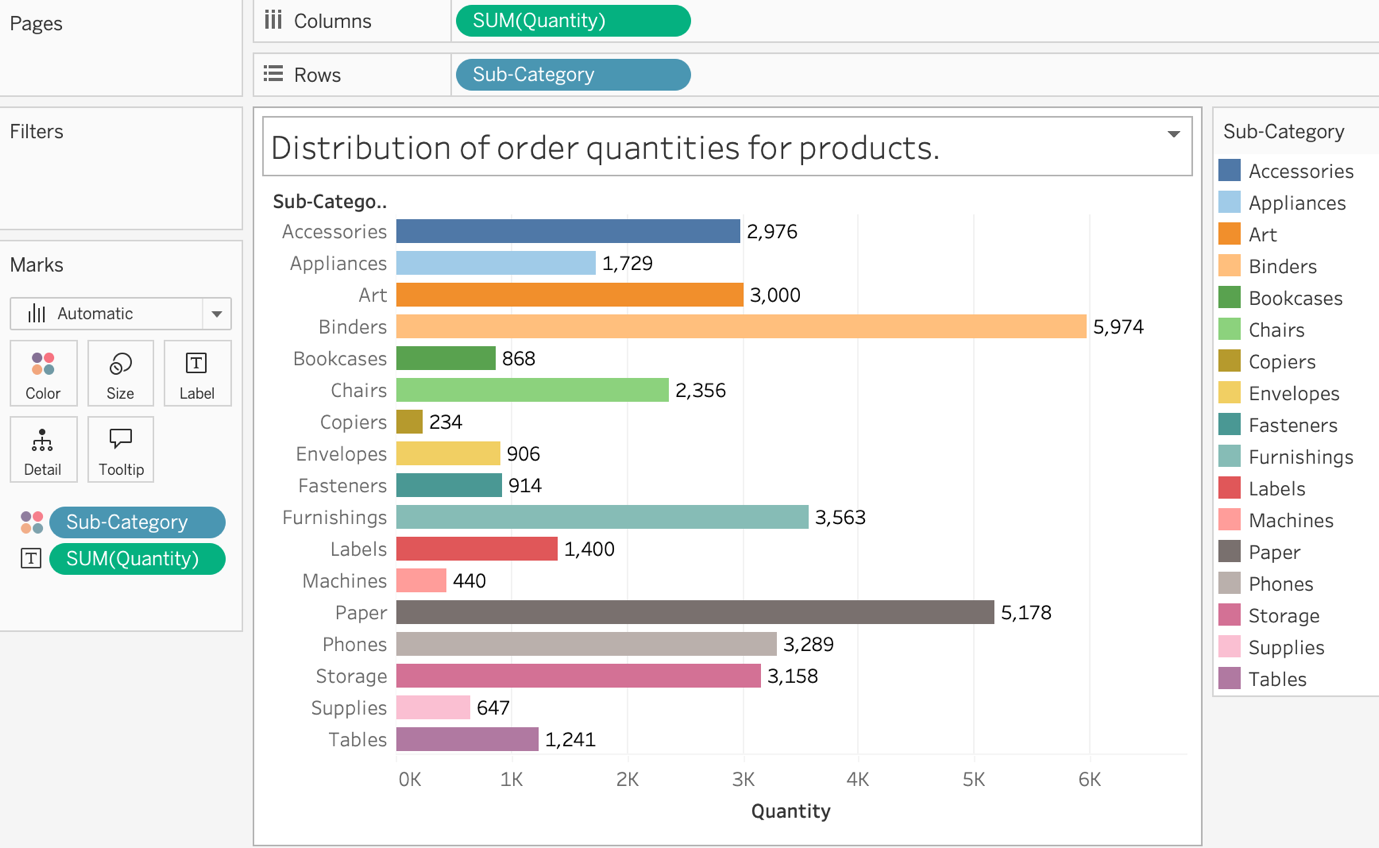 Pages
Columns
SUM(Quantity)
Rows
Sub-Category
Filters
Marks
Automatic
Color
Size
Label
Detail
Tooltip
Sub-Category
SUM(Quantity)
Distribution of order quantities for products.
Sub-Catego..
Accessories 2,976
Appliances 1,729
Art 3,000
Binders 5,974
Bookcases 868
Chairs 2,356
Copiers 234
Envelopes 906
Fasteners 914
Furnishings 3,563
Labels 1,400
Machines 440
Paper 5,178
Phones 3,289
Storage 3,158
Supplies 647
Tables 1,241
0K 1K 2K 3K 4K 5K 6K
Quantity
Sub-Category
Accessories
Appliances
Art
Binders
Bookcases
Chairs
Copiers
Envelopes
Fasteners
Furnishings
Labels
Machines
Paper
Phones
Storage
Supplies
Tables